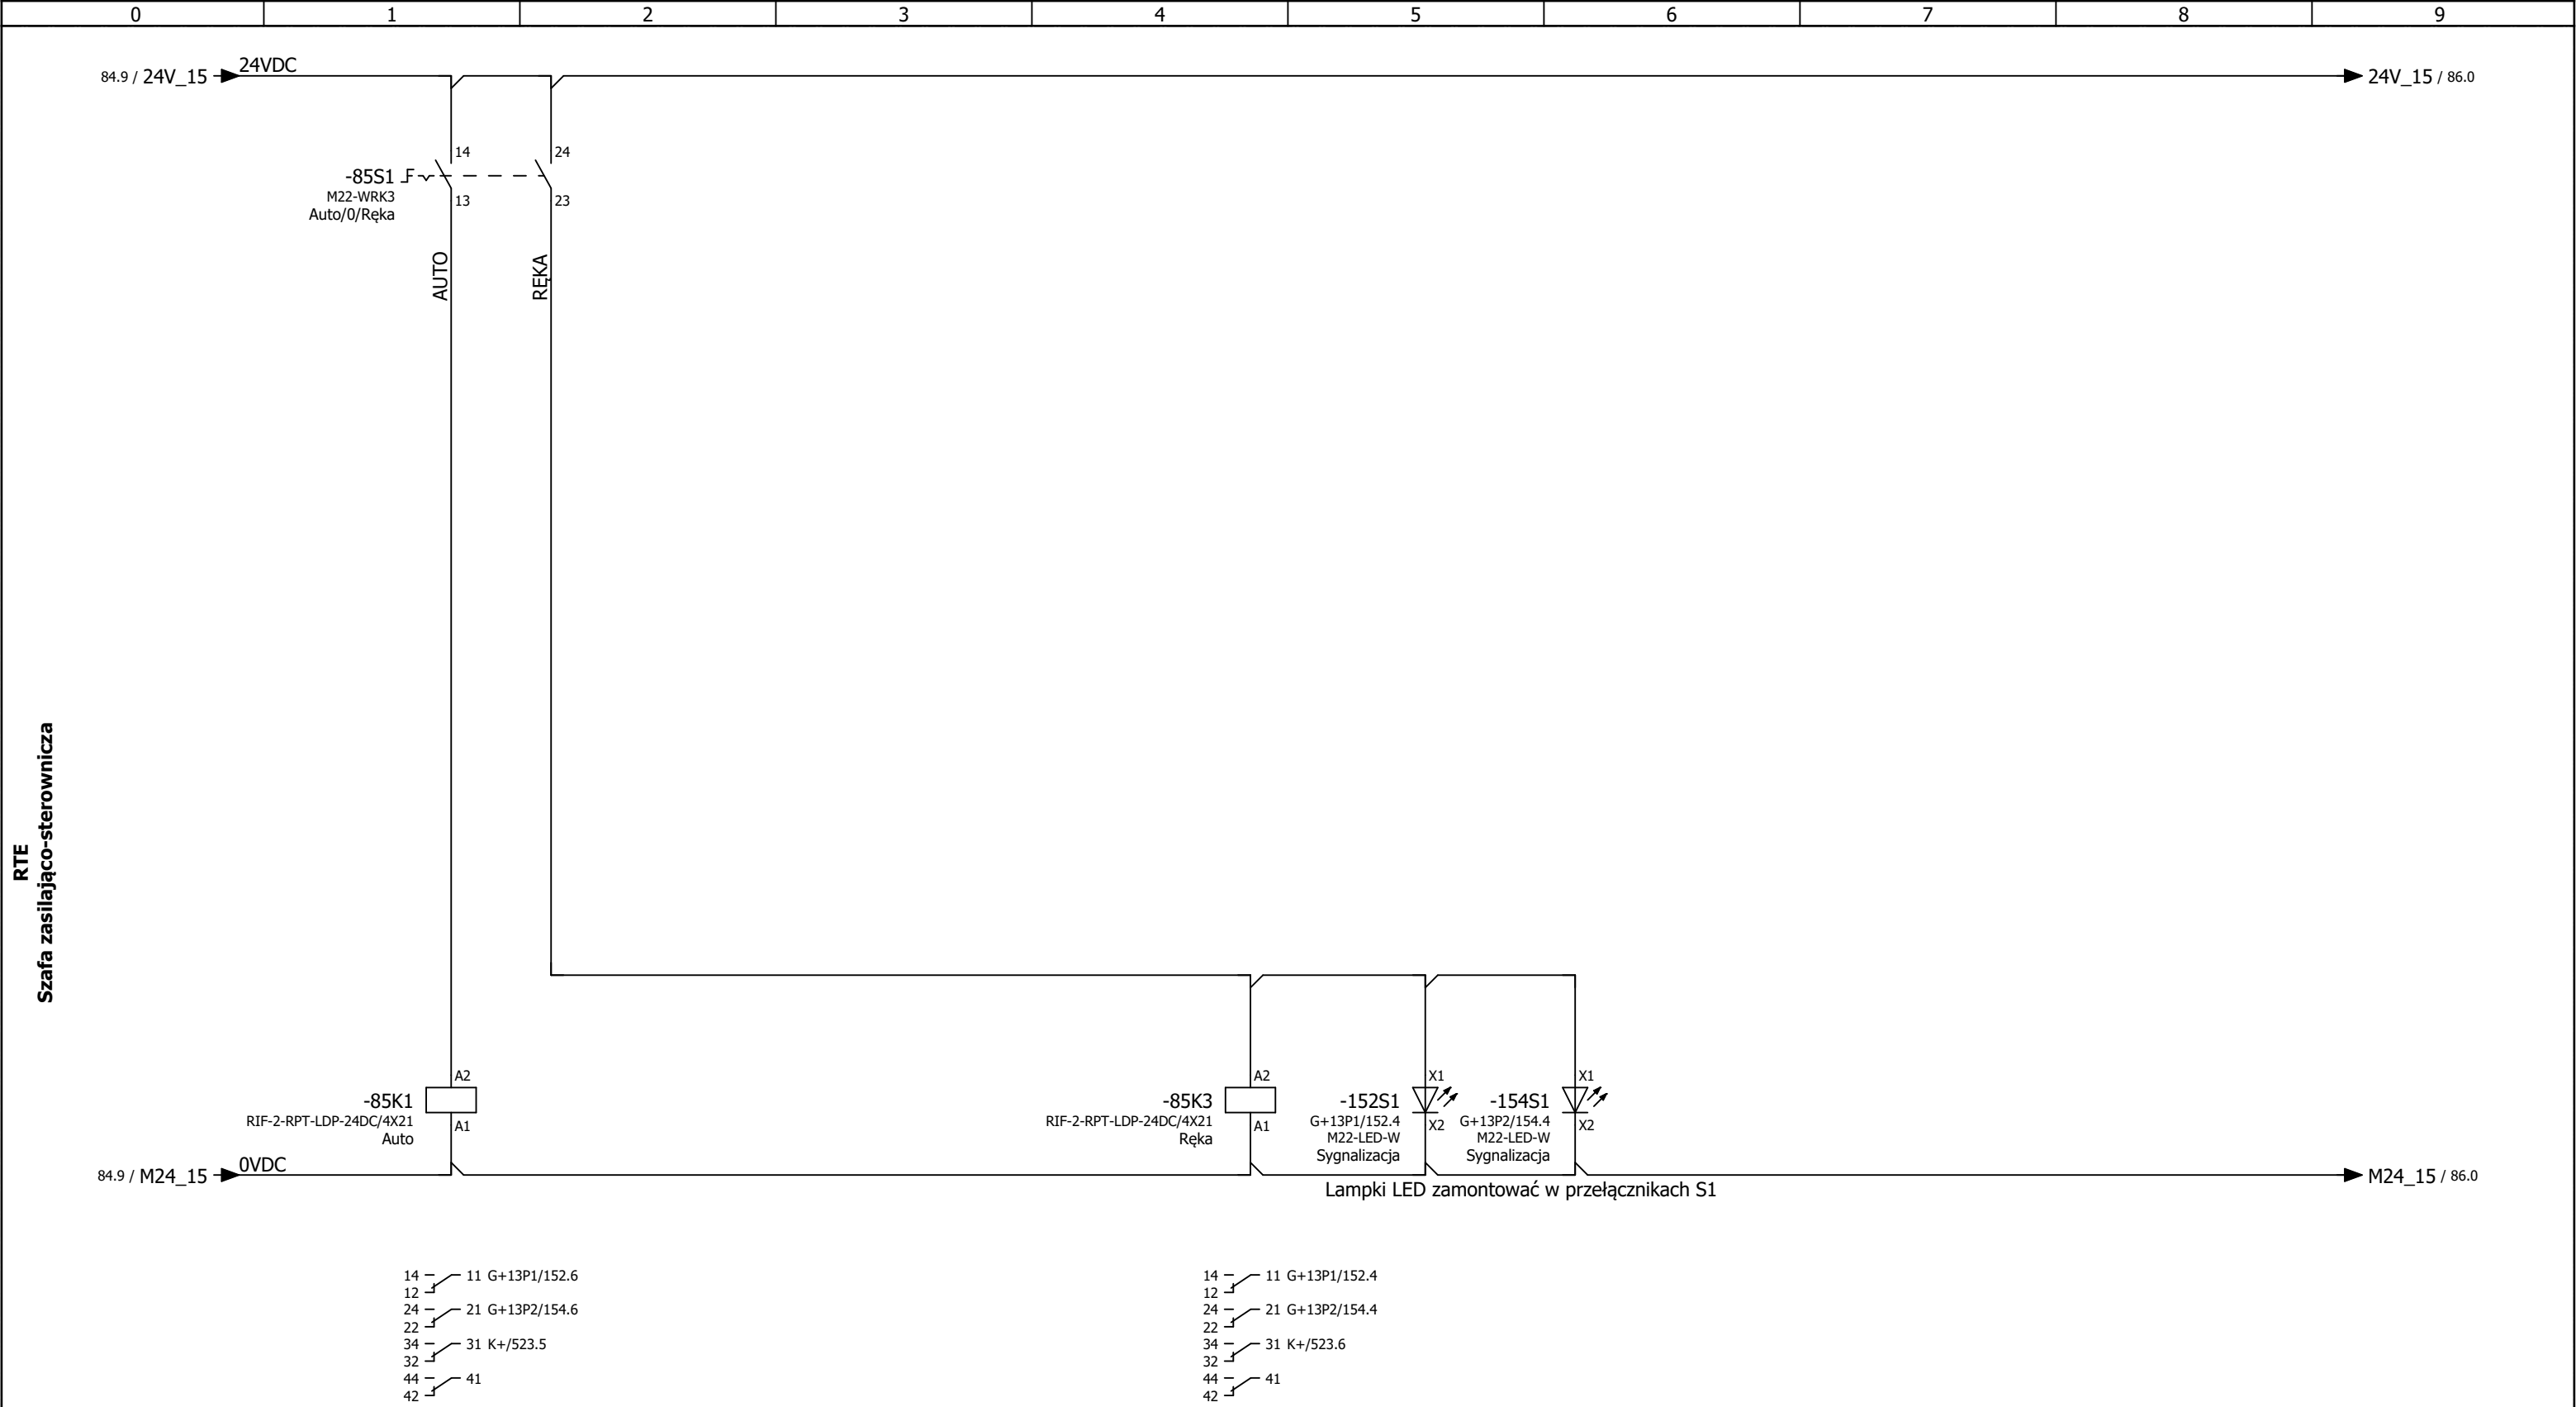 0 1 2 3 4 5 6 7 8 9
84.9 / 24V_15 24VDC 24V_15 / 86.0
14 24
-85S1
M22-WRK3
Auto/0/Ręka
13 23
AUTO RĘKA
RTE
Szafa zasilająco-sterownicza
A2
-85K1
RIF-2-RPT-LDP-24DC/4X21
Auto
A1
A2
-85K3
RIF-2-RPT-LDP-24DC/4X21
Ręka
A1
X1
-152S1
G+13P1/152.4
M22-LED-W
Sygnalizacja
X2
X1
-154S1
G+13P2/154.4
M22-LED-W
Sygnalizacja
X2
84.9 / M24_15 0VDC M24_15 / 86.0
Lampki LED zamontować w przełącznikach S1
14 11 G+13P1/152.6
12
24 21 G+13P2/154.6
22
34 31 K+/523.5
32
44 41
42
14 11 G+13P1/152.4
12
24 21 G+13P2/154.4
22
34 31 K+/523.6
32
44 41
42